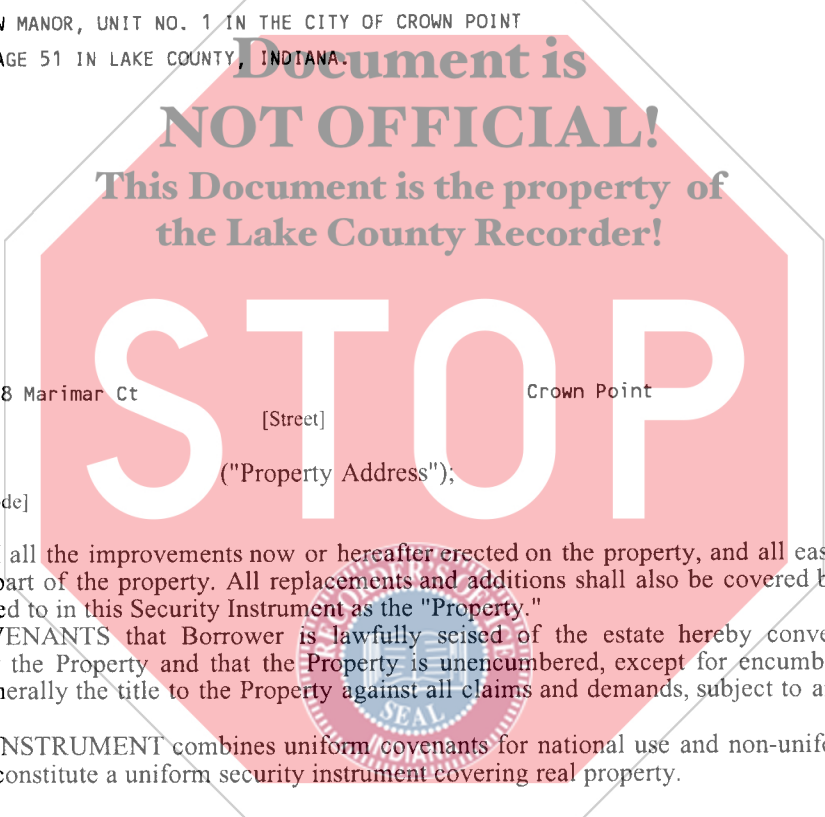 MANOR, UNIT NO. 1 IN THE CITY OF CROWN POINT
AGE 51 IN LAKE COUNTY, INDIANA.
Document is
NOT OFFICIAL!
This Document is the property of
the Lake County Recorder!
STOP
8 Marimar Ct Crown Point
[Street]
("Property Address");
de]
all the improvements now or hereafter erected on the property, and all eas
part of the property. All replacements and additions shall also be covered b
ed to in this Security Instrument as the "Property."
VENANTS that Borrower is lawfully seised of the estate hereby conve
the Property and that the Property is unencumbered, except for encumb
nerally the title to the Property against all claims and demands, subject to a
NSTRUMENT combines uniform covenants for national use and non-unif
constitute a uniform security instrument covering real property.
RECORDER'S OFFICE
SEAL
INDIANA